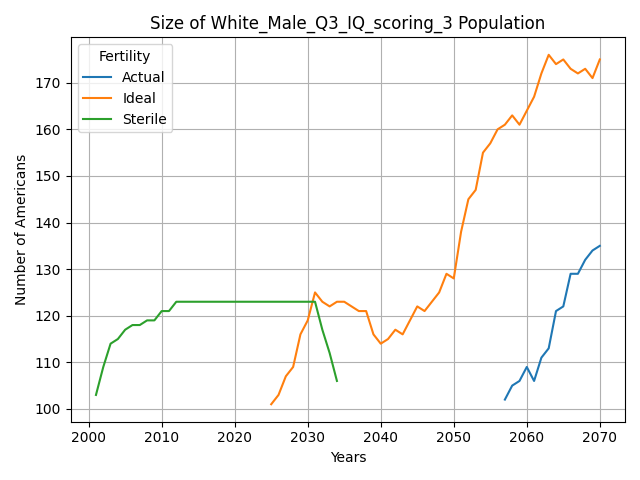 Size of White_Male_Q3_IQ_scoring_3 Population
Fertility
Actual
Ideal
Sterile
Number of Americans
170
160
150
140
130
120
110
100
2000 2010 2020 2030 2040 2050 2060 2070
Years